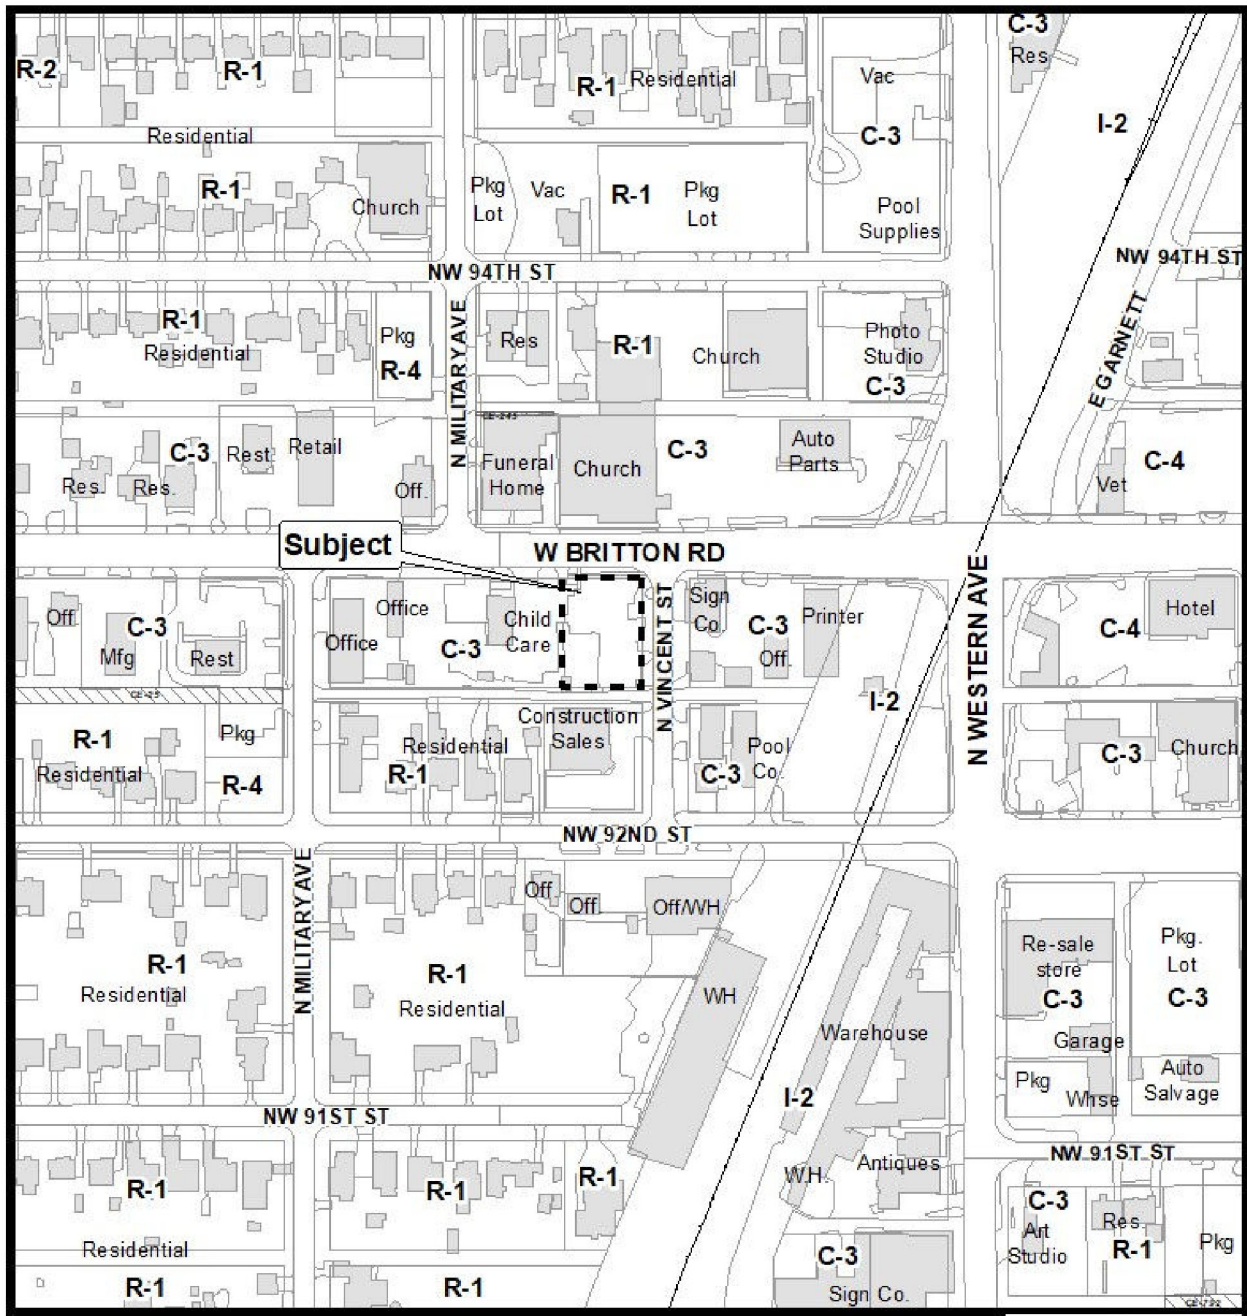 C-3
Res
R-2
R-1
R-1
Residential
Vac
C-3
I-2
Residential
R-1
Church
Pkg
Lot
Vac
R-1
Pkg
Lot
Pool
Supplies
NW 94TH ST
NW 94TH ST
R-1
Residential
Pkg
R-4
N MILITARY AVE
Res
R-1
Church
Photo
Studio
C-3
E GARNETT
CE-243
C-3
Rest
Retail
Res.
Res.
Off.
Funeral
Home
Church
C-3
Auto
Parts
Vet
C-4
Subject
W BRITTON RD
N WESTERN AVE
Off
C-3
Mfg
Rest
Office
Office
C-3
Child
Care
N VINCENT ST
Sign
Co.
C-3
Off.
Printer
C-4
Hotel
CE-25
I-2
R-1
Residential
Pkg
R-4
Residential
R-1
Construction
Sales
C-3
Pool
Co.
C-3
Church
NW 92ND ST
N MILITARY AVE
R-1
Residential
R-1
Residential
Off.
Off.
Off/WH
WH
Warehouse
I-2
Re-sale
store
C-3
Pkg.
Lot
C-3
Garage
Pkg
Whse
Auto
Salvage
NW 91ST ST
NW 91ST ST
R-1
R-1
R-1
W.H.
Antiques
C-3
Art
Studio
Res.
R-1
Pkg
Residential
R-1
R-1
C-3
Sign Co.